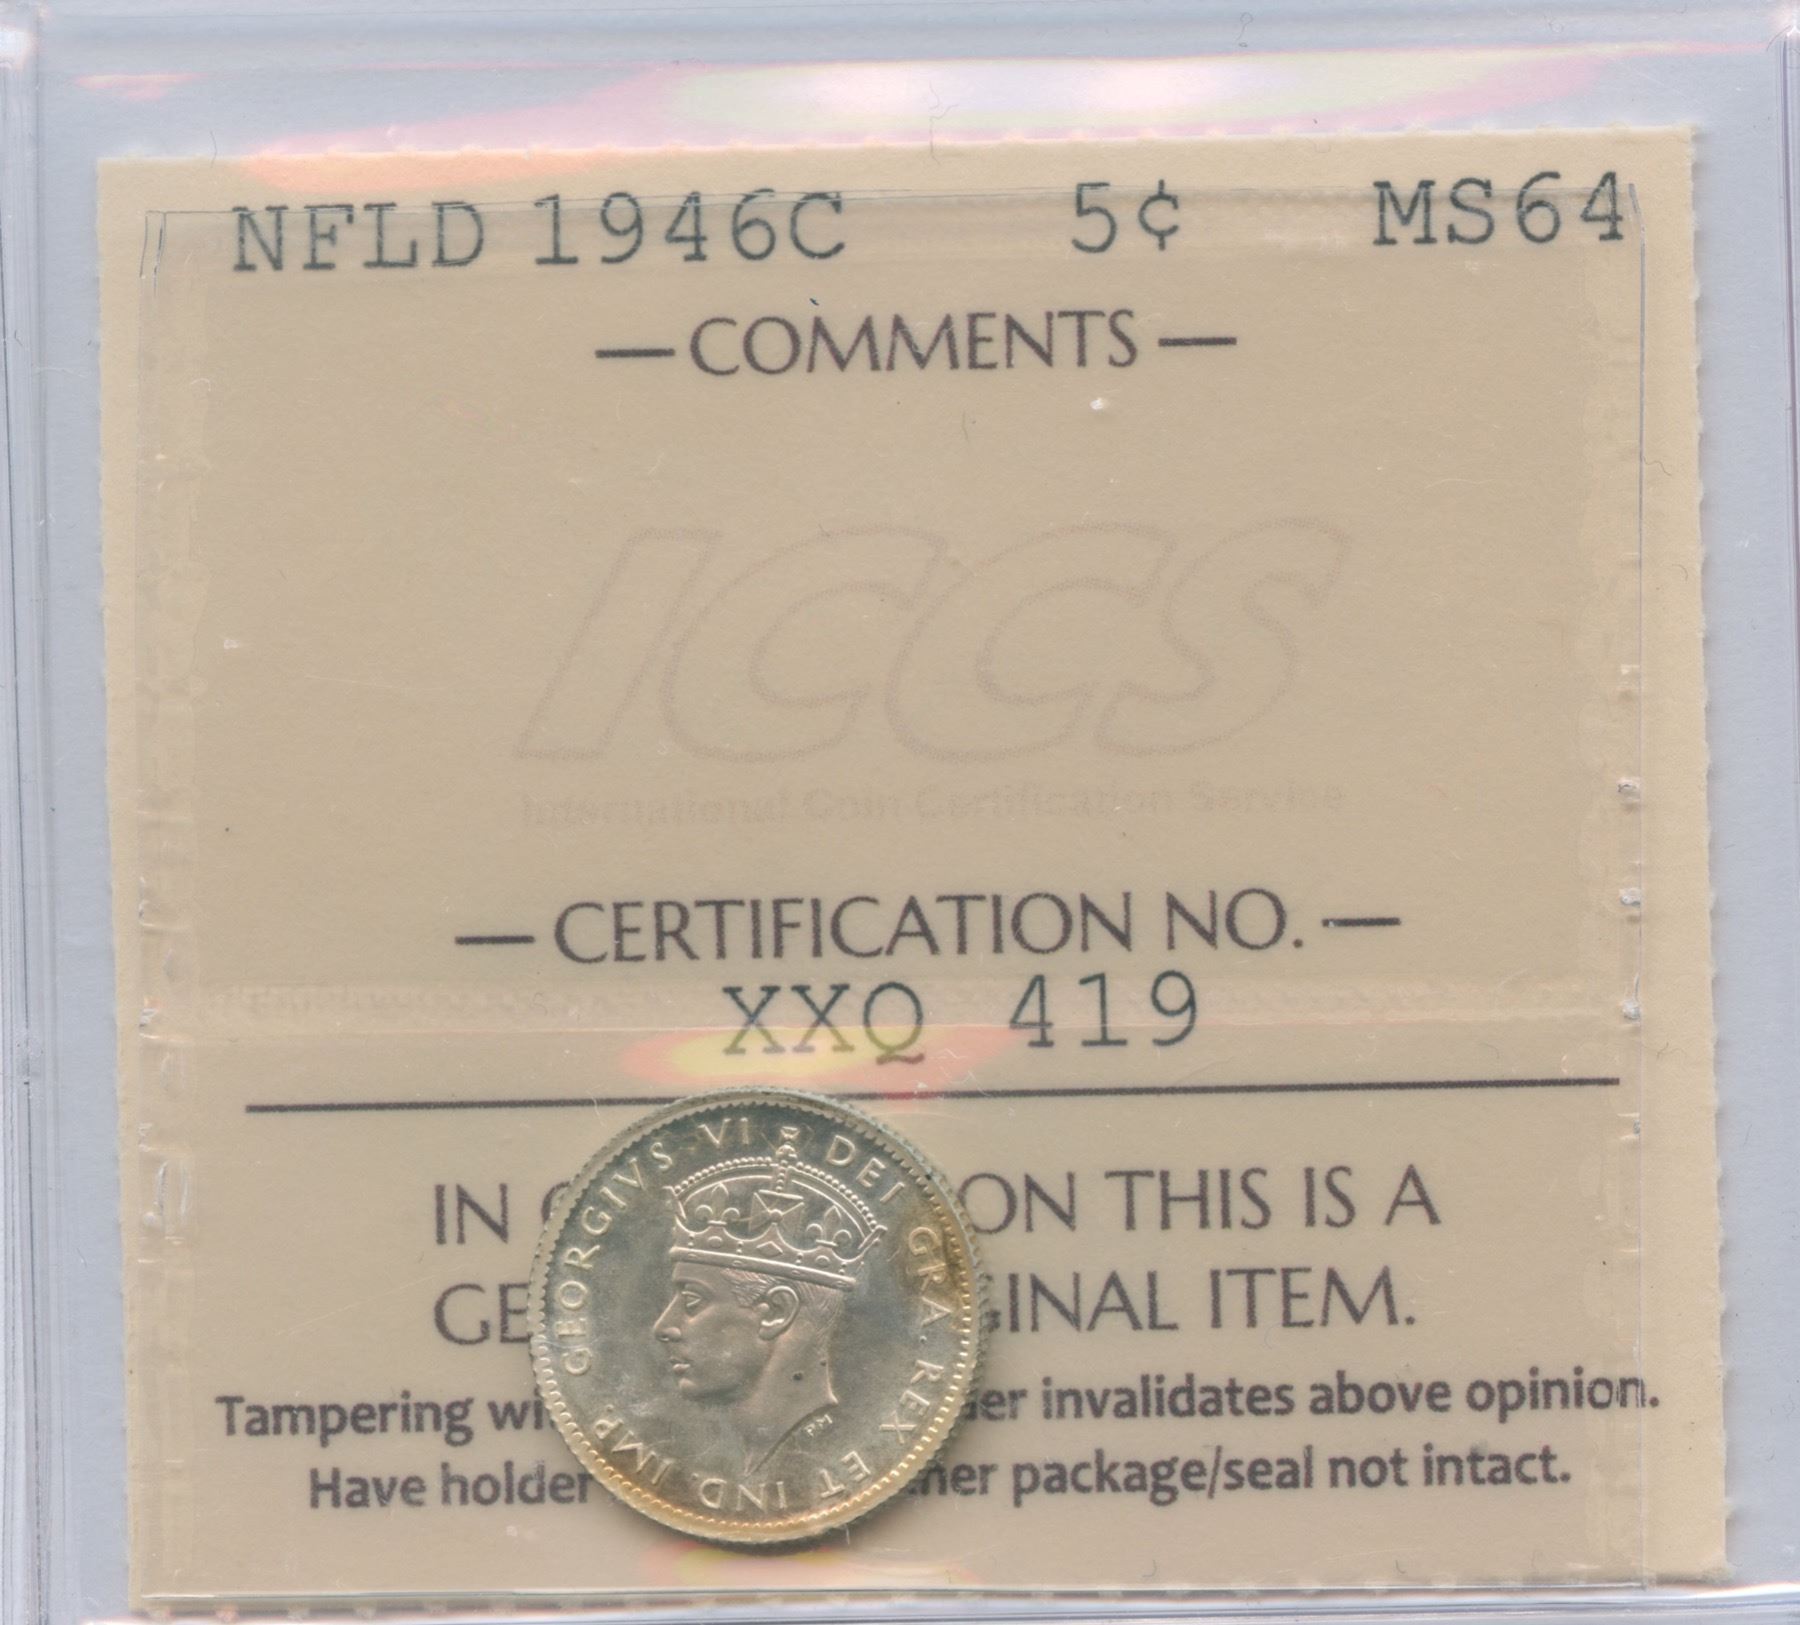 NFLD 1946C 5¢ MS64
—COMMENTS—
ICCS
International Coin Certification Service
—CERTIFICATION NO.—
XXQ 419
IN ON THIS IS A
GE INAL ITEM.
Tampering wi er invalidates above opinion.
Have holder her package/seal not intact.
GEORGIVS VI DEI GRA. REX ET IND. IMP.
PM